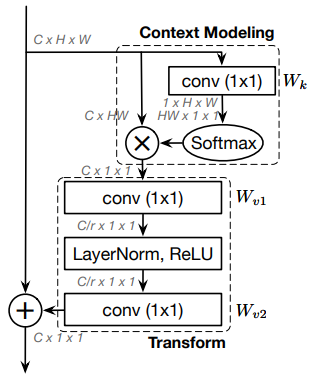 Context Modeling
C x H x W
conv (1x1)
W_k
1 x H x W
C x HW
HW x 1 x 1
Softmax
C x 1 x 1
conv (1x1)
W_{v1}
C/r x 1 x 1
LayerNorm, ReLU
C/r x 1 x 1
conv (1x1)
W_{v2}
C x 1 x 1
Transform